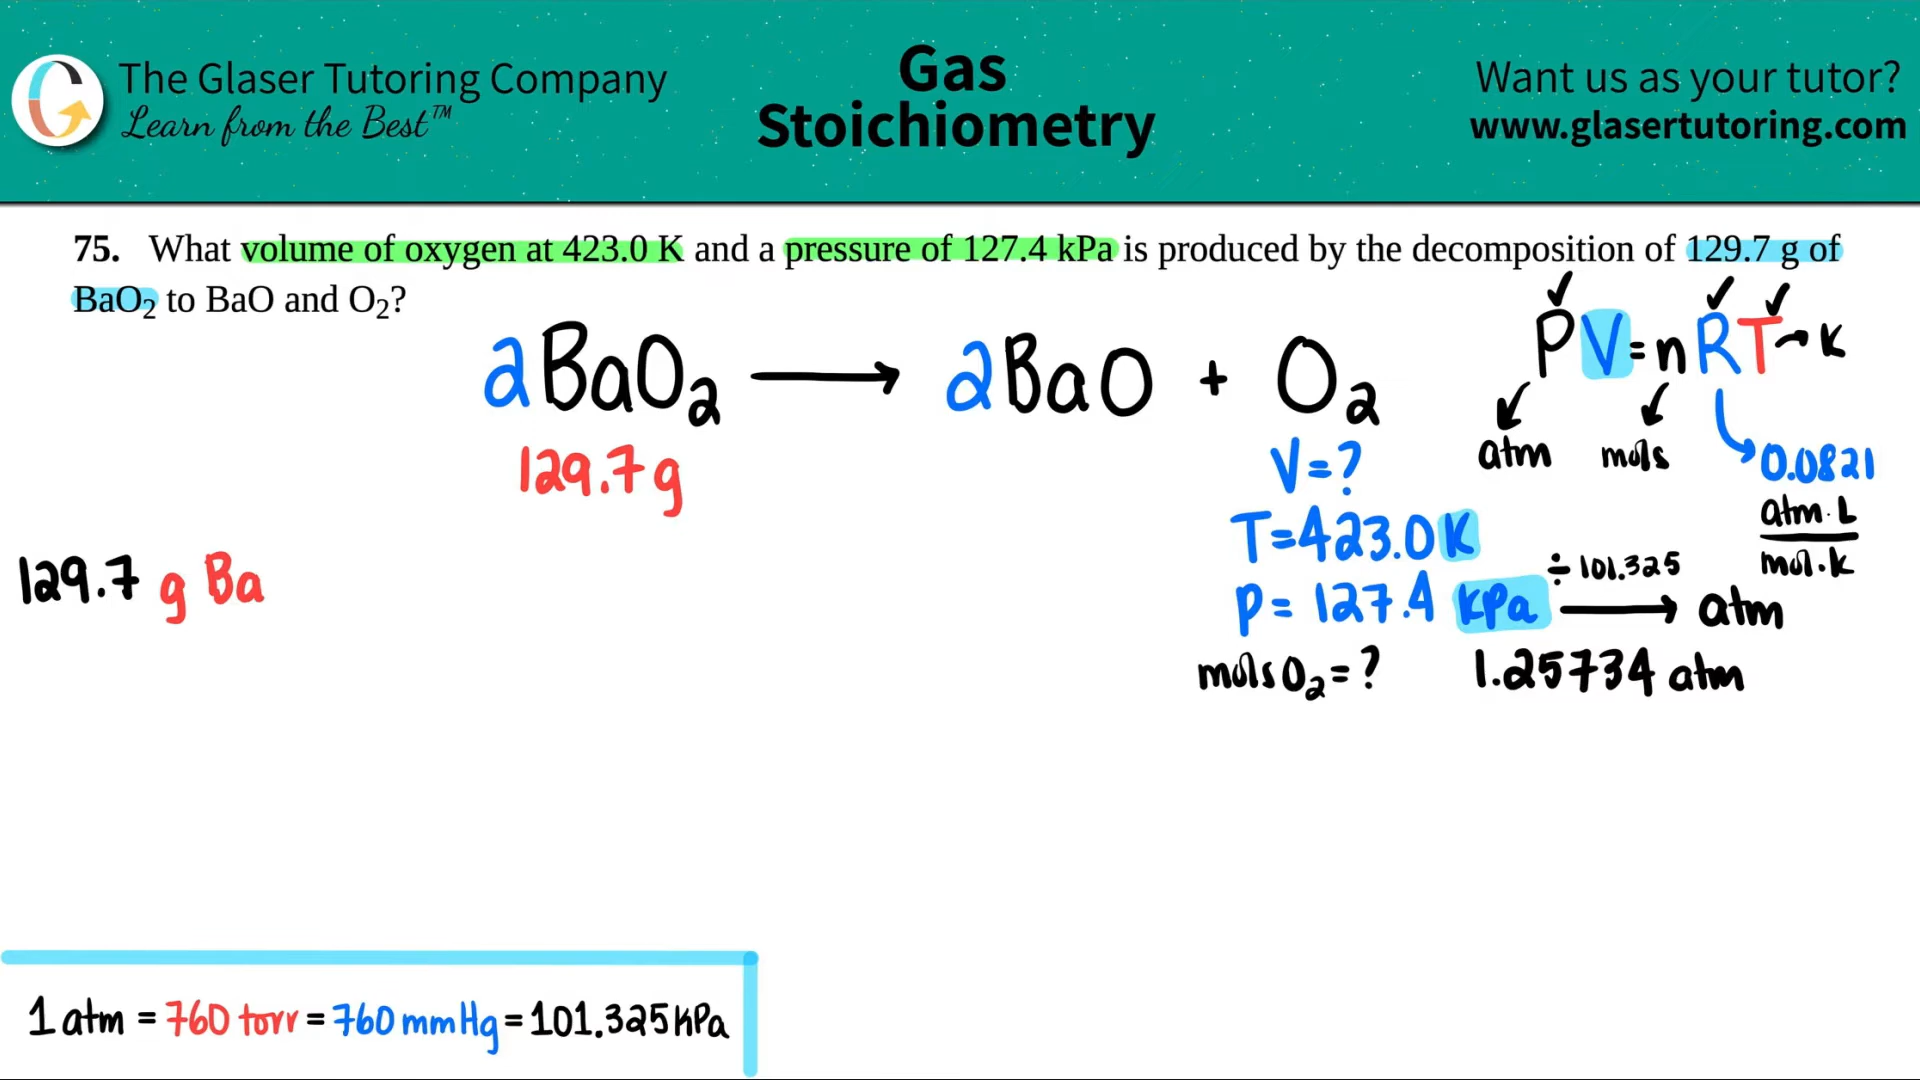 The Glaser Tutoring Company
Learn from the Best™
Gas
Stoichiometry
Want us as your tutor?
www.glasertutoring.com
75. What volume of oxygen at 423.0 K and a pressure of 127.4 kPa is produced by the decomposition of 129.7 g of
BaO₂ to BaO and O₂?
2BaO₂ ⟶ 2BaO + O₂
129.7 g
PV = nRT → K
atm
mols
0.0821
atm·L
mol·K
V = ?
T = 423.0 K
P = 127.4 kPa ÷ 101.325 ⟶ atm
mols O₂ = ?
1.25734 atm
129.7 g Ba
1 atm = 760 torr = 760 mmHg = 101.325 kPa